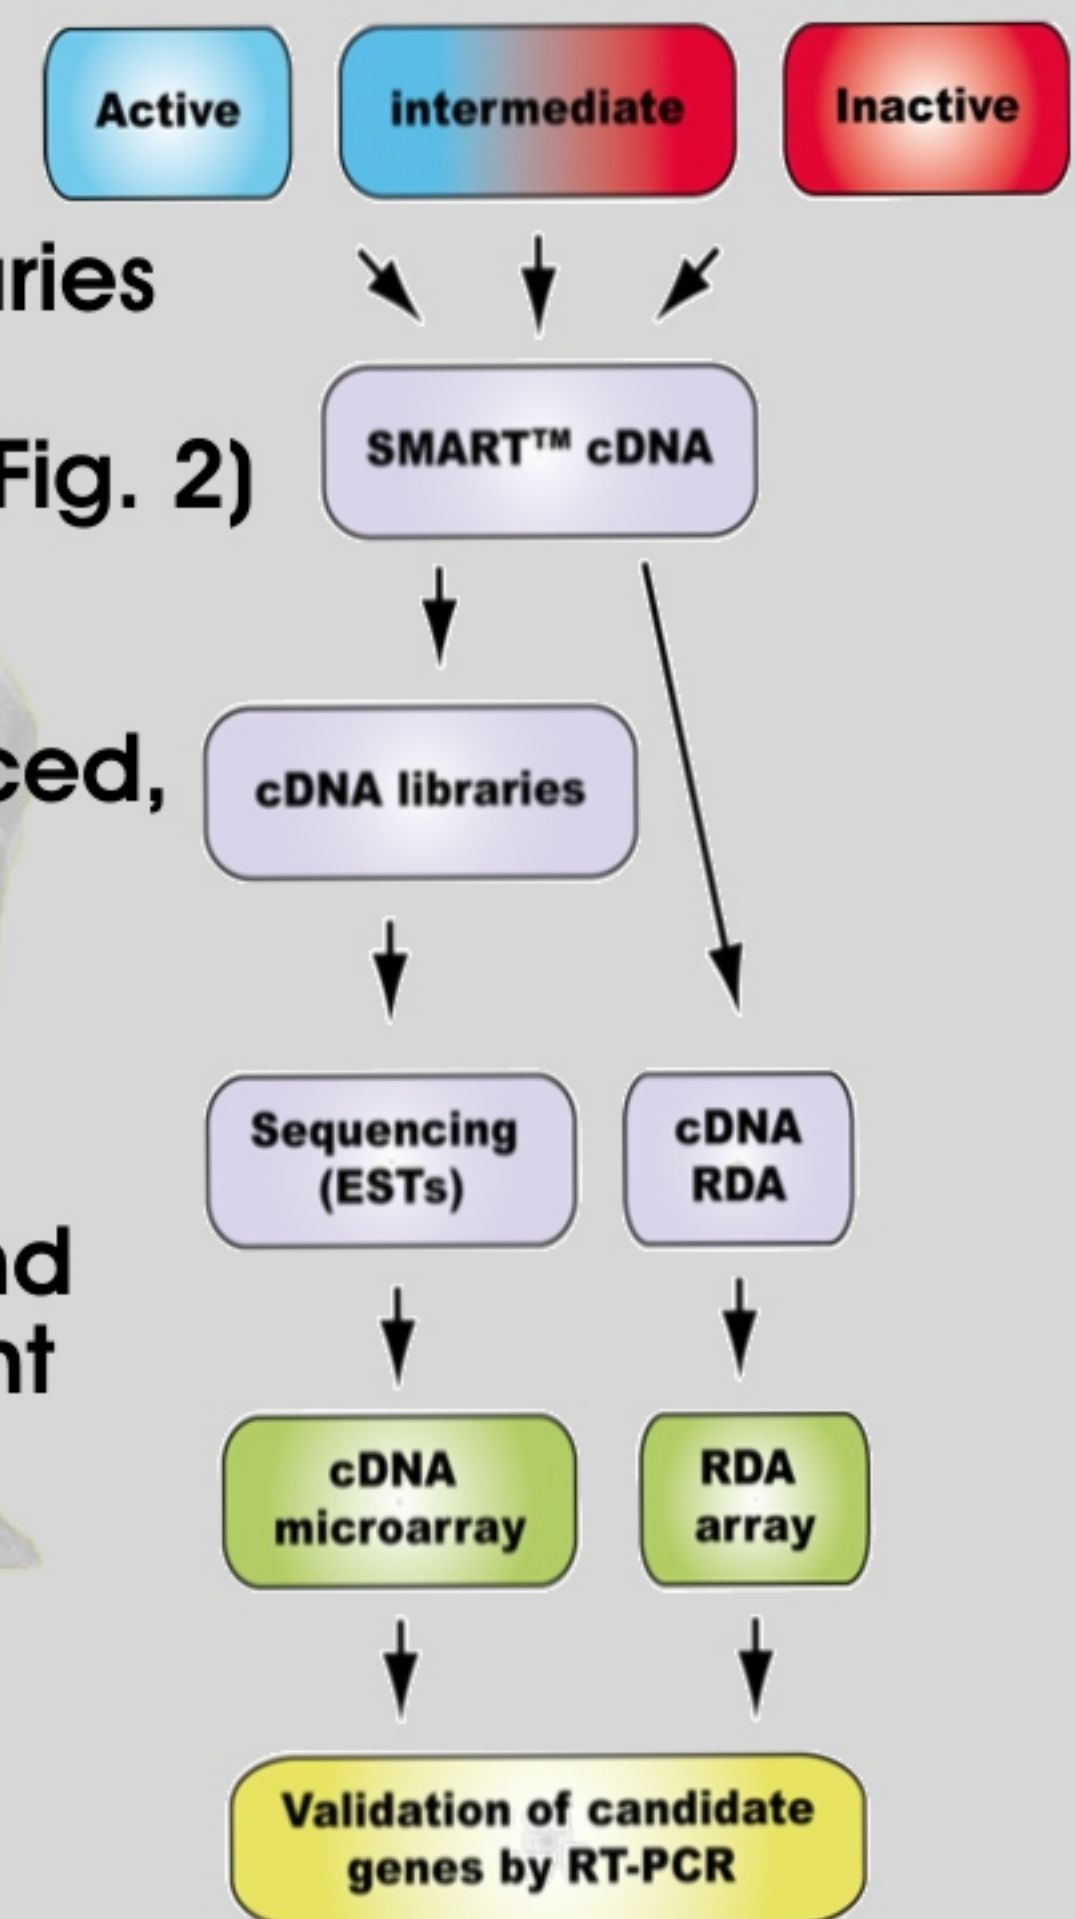 Active
intermediate
Inactive
ries
SMART™ cDNA
Fig. 2)
cDNA libraries
ced,
Sequencing
(ESTs)
cDNA
RDA
nd
nt
cDNA
microarray
RDA
array
Validation of candidate
genes by RT-PCR